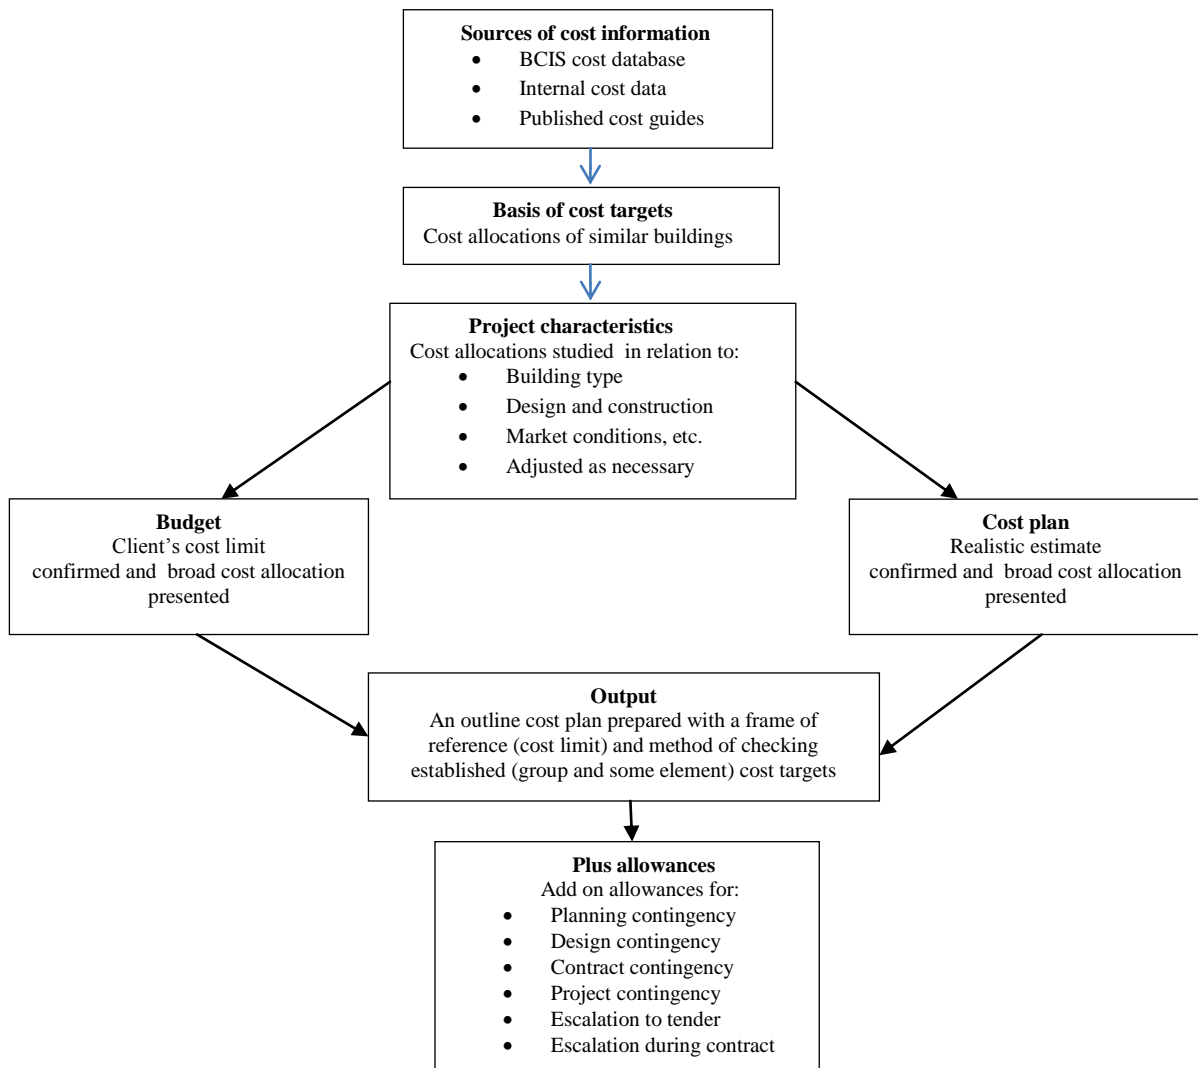 Sources of cost information
• BCIS cost database
• Internal cost data
• Published cost guides
Basis of cost targets
Cost allocations of similar buildings
Project characteristics
Cost allocations studied in relation to:
• Building type
• Design and construction
• Market conditions, etc.
• Adjusted as necessary
Budget
Client’s cost limit
confirmed and broad cost allocation
presented
Cost plan
Realistic estimate
confirmed and broad cost allocation
presented
Output
An outline cost plan prepared with a frame of
reference (cost limit) and method of checking
established (group and some element) cost targets
Plus allowances
Add on allowances for:
• Planning contingency
• Design contingency
• Contract contingency
• Project contingency
• Escalation to tender
• Escalation during contract